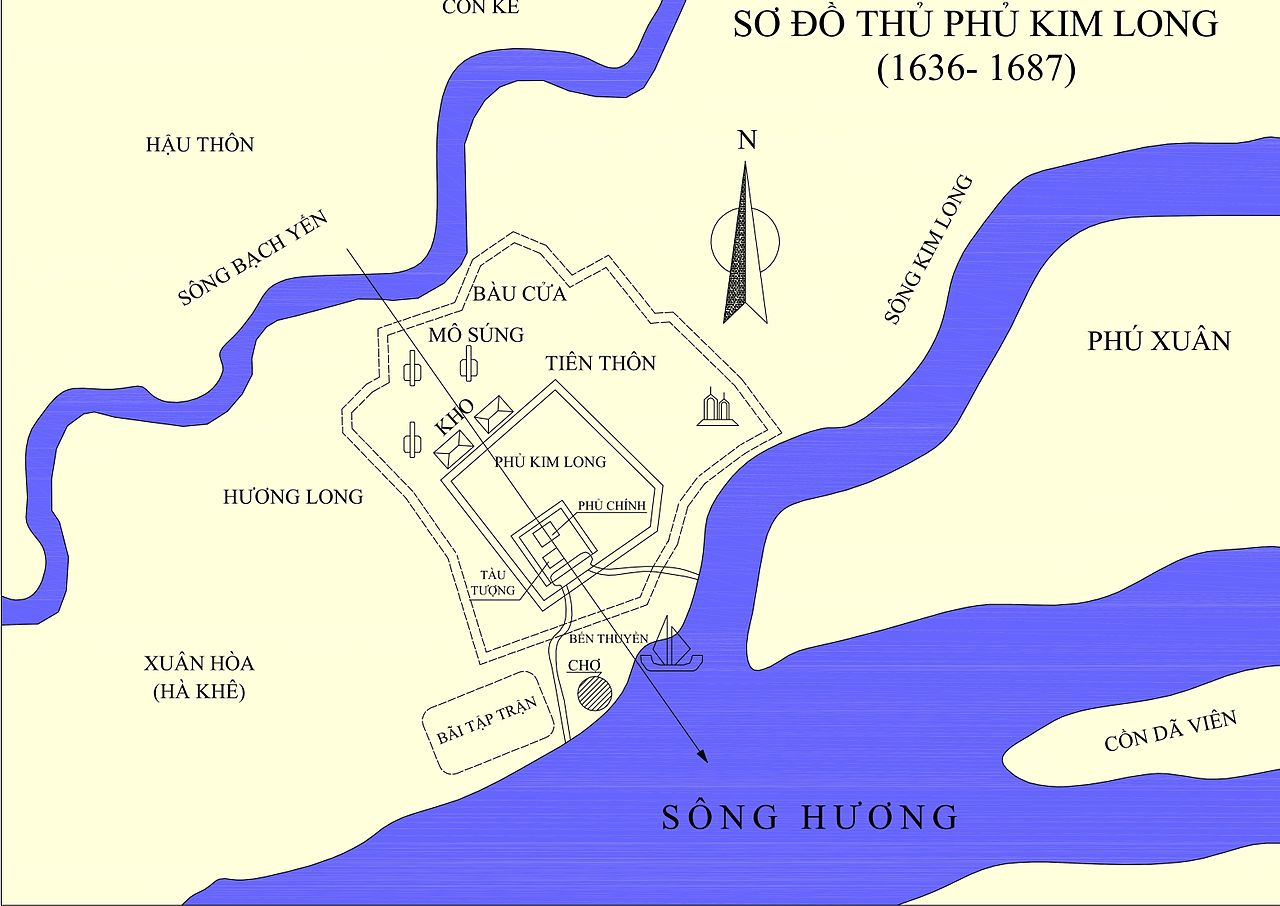 CỒN KÊ
SƠ ĐỒ THỦ PHỦ KIM LONG
(1636- 1687)
N
HẬU THÔN
SÔNG BẠCH YẾN
SÔNG KIM LONG
BÀU CỬA
MÔ SÚNG
TIÊN THÔN
PHÚ XUÂN
KHO
PHỦ KIM LONG
HƯƠNG LONG
PHỦ CHÍNH
TÀU
TƯỢNG
BẾN THUYỀN
CHỢ
XUÂN HÒA
(HÀ KHÊ)
BÃI TẬP TRẬN
CỒN DÃ VIÊN
SÔNG HƯƠNG